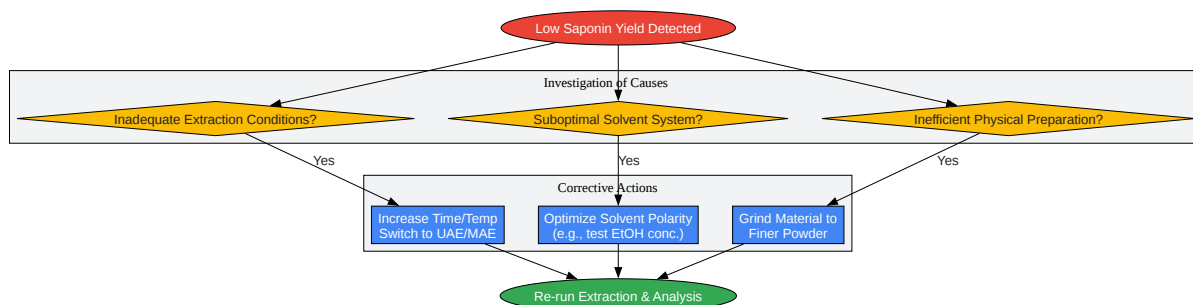 Low Saponin Yield Detected
Investigation of Causes
Inadequate Extraction Conditions?
Suboptimal Solvent System?
Inefficient Physical Preparation?
Yes
Yes
Yes
Corrective Actions
Increase Time/Temp
Switch to UAE/MAE
Optimize Solvent Polarity
(e.g., test EtOH conc.)
Grind Material to
Finer Powder
Re-run Extraction & Analysis